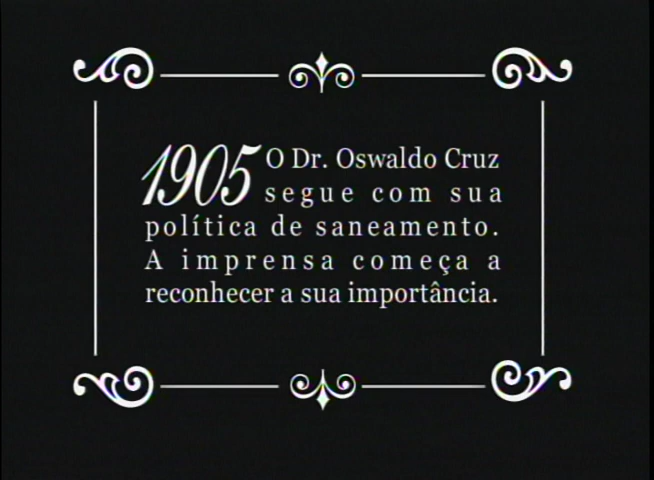 1905 O Dr. Oswaldo Cruz
segue com sua
política de saneamento.
A imprensa começa a
reconhecer a sua importância.